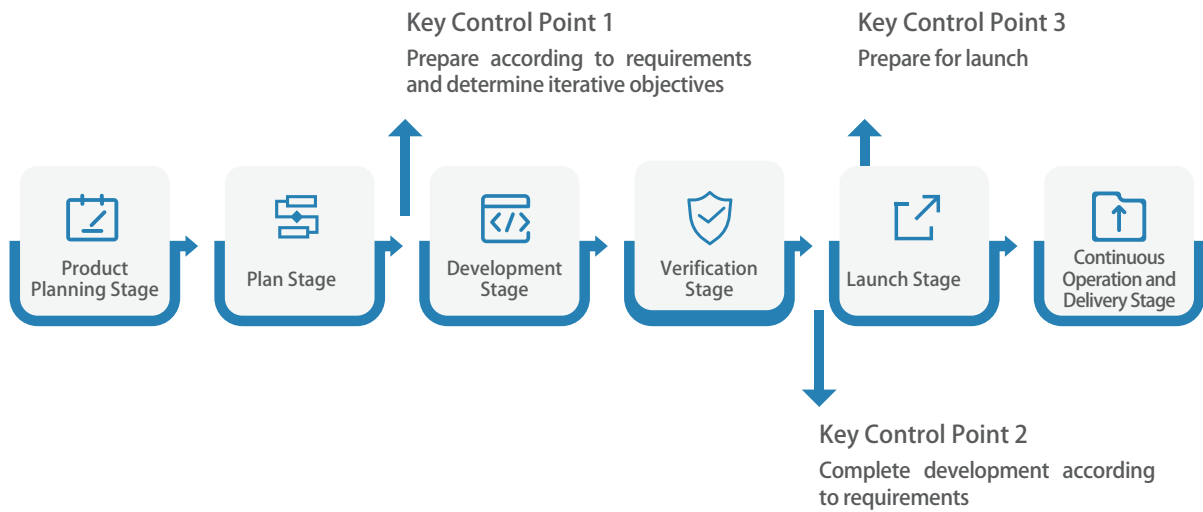 Key Control Point 1
Prepare according to requirements
and determine iterative objectives
Key Control Point 3
Prepare for launch
Product
Planning Stage
Plan Stage
Development
Stage
Verification
Stage
Launch Stage
Continuous
Operation and
Delivery Stage
Key Control Point 2
Complete development according
to requirements